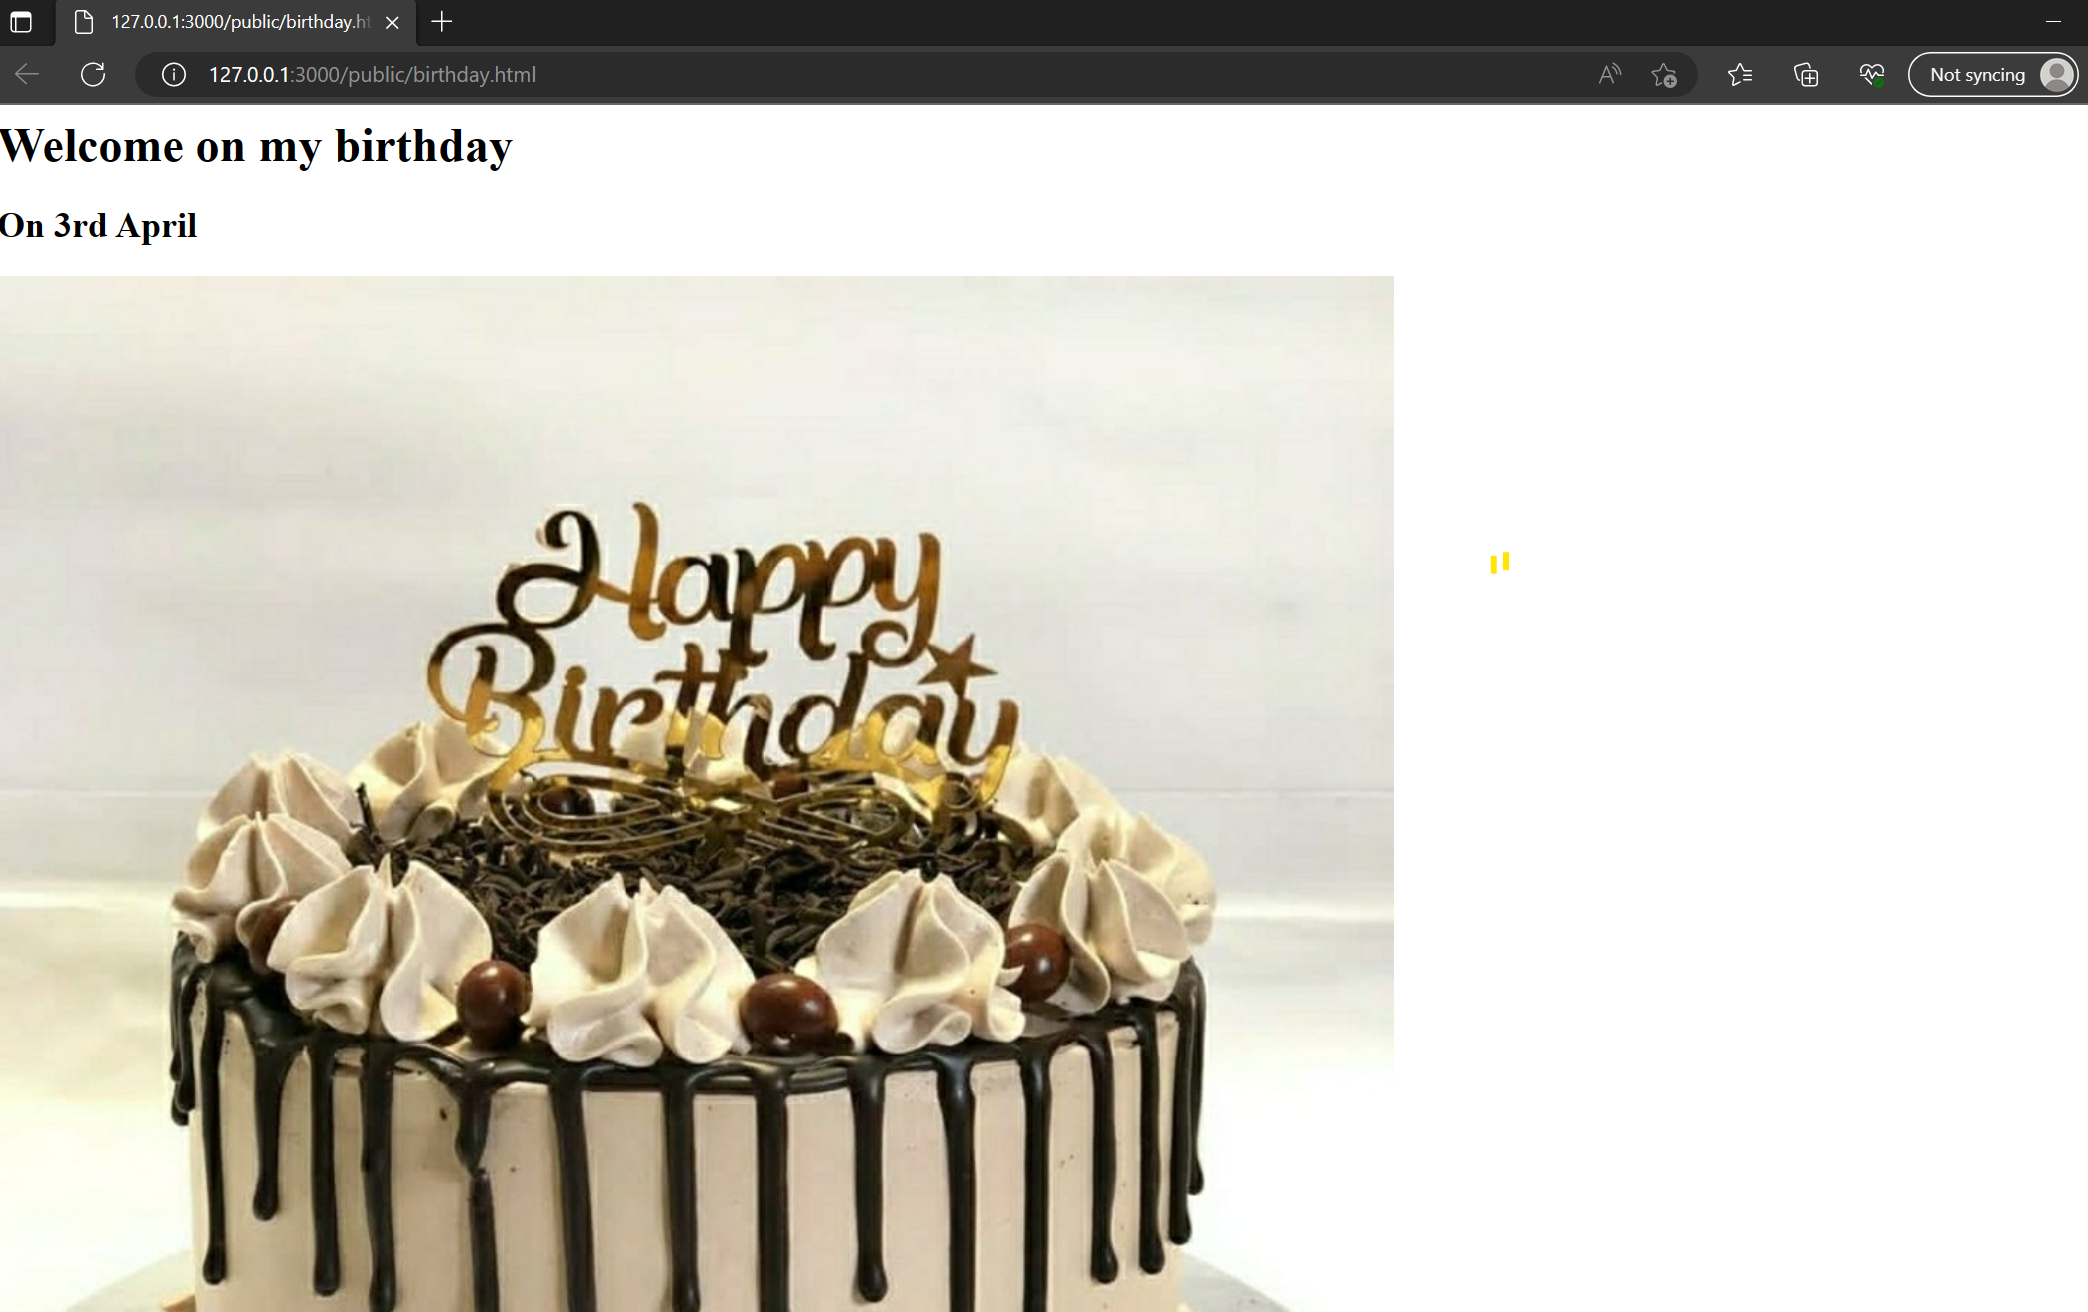 127.0.0.1:3000/public/birthday.ht
127.0.0.1:3000/public/birthday.html
Not syncing
Welcome on my birthday
On 3rd April
Happy
Birthday